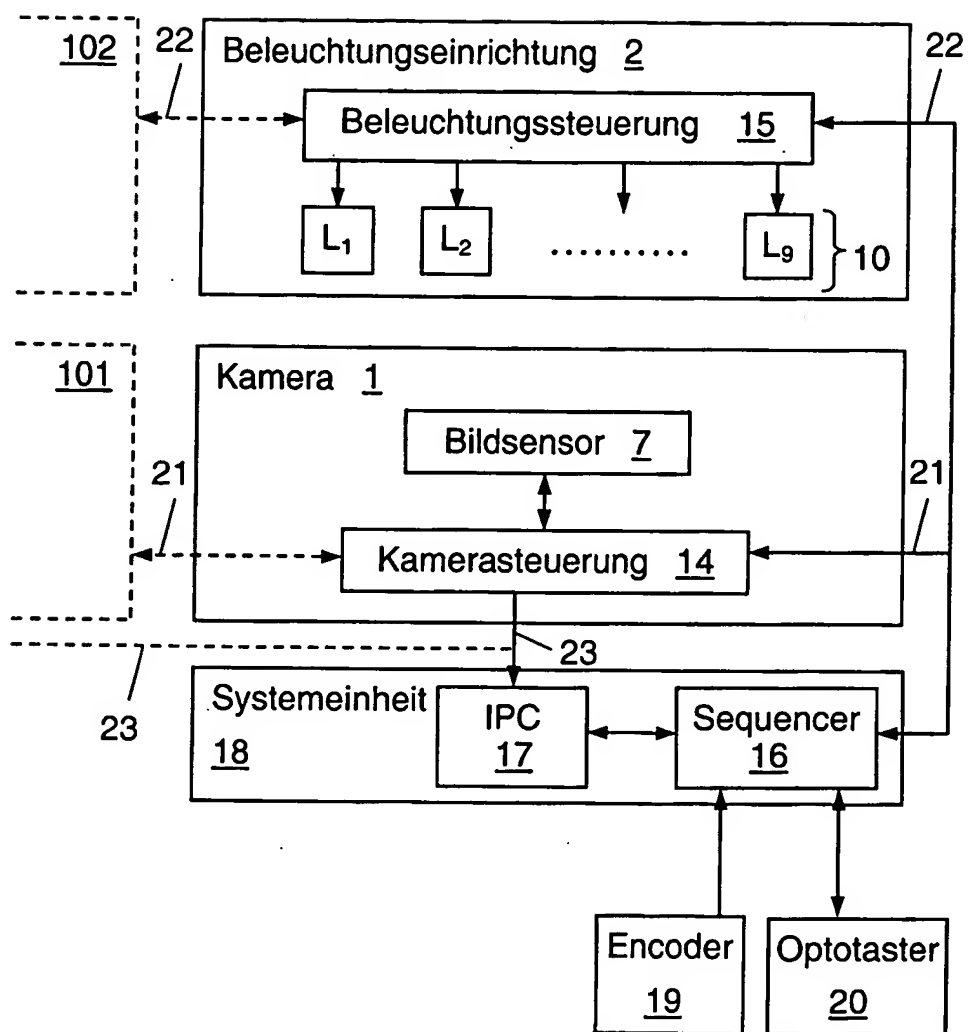 102
22
Beleuchtungseinrichtung 2
22
Beleuchtungssteuerung 15
L₁ L₂ .......... L₉ 10
101
Kamera 1
Bildsensor 7
21
21
Kamerasteuerung 14
23
23
Systemeinheit
18
IPC
17
Sequencer
16
Encoder
19
Optotaster
20